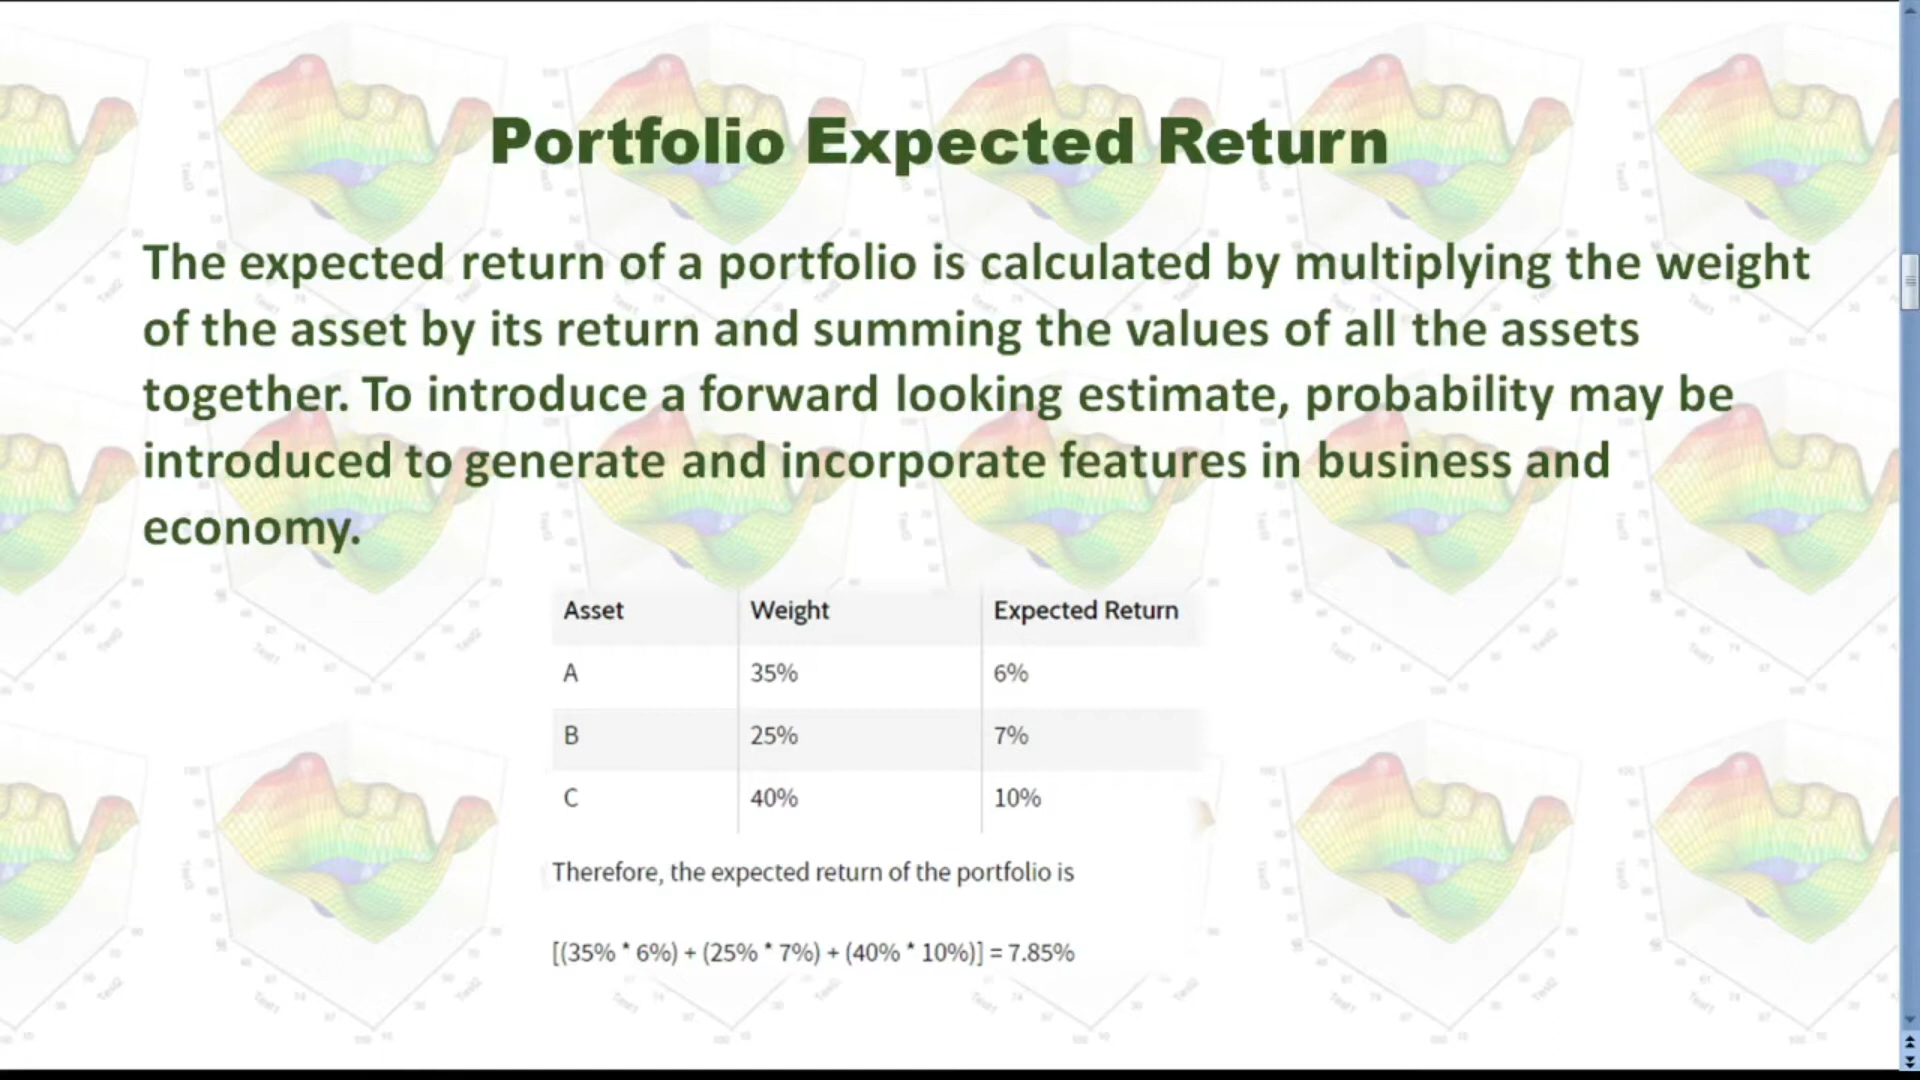 Portfolio Expected Return
The expected return of a portfolio is calculated by multiplying the weight
of the asset by its return and summing the values of all the assets
together. To introduce a forward looking estimate, probability may be
introduced to generate and incorporate features in business and
economy.
Asset Weight Expected Return
A 35% 6%
B 25% 7%
C 40% 10%
Therefore, the expected return of the portfolio is
[(35% * 6%) + (25% * 7%) + (40% * 10%)] = 7.85%